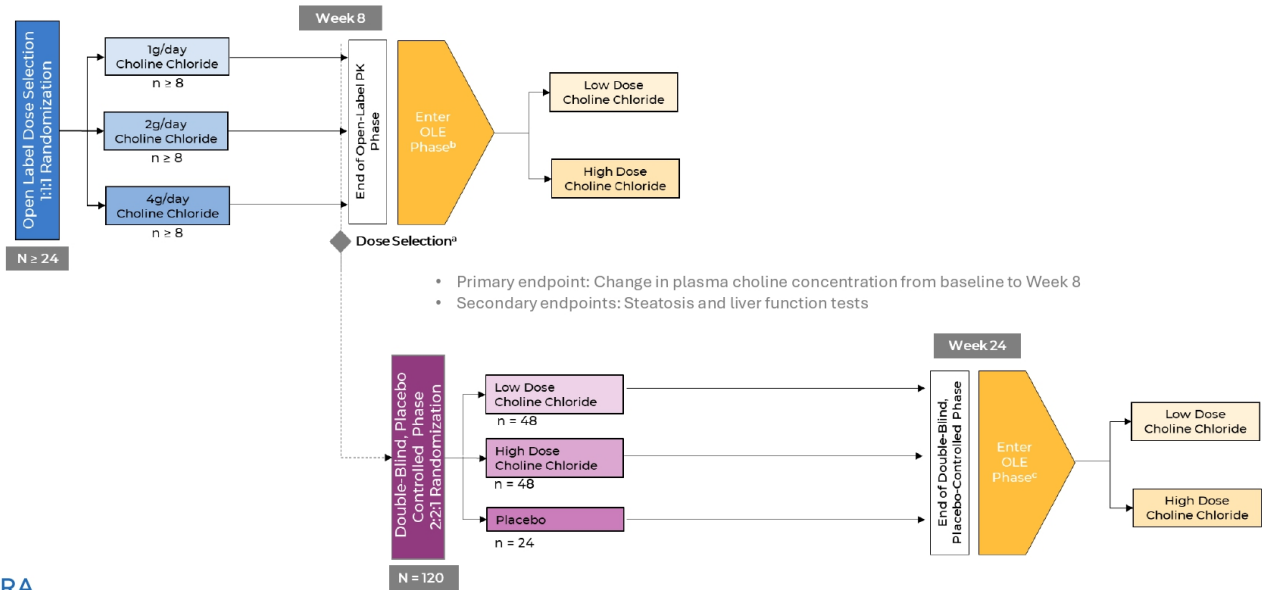 Week 8
Open Label Dose Selection
1:1:1 Randomization
N ≥ 24
1g/day
Choline Chloride
n ≥ 8
2g/day
Choline Chloride
n ≥ 8
4g/day
Choline Chloride
n ≥ 8
End of Open-Label PK
Phase
Enter
OLE
Phaseᵇ
Low Dose
Choline Chloride
High Dose
Choline Chloride
Dose Selectionᵃ
• Primary endpoint: Change in plasma choline concentration from baseline to Week 8
• Secondary endpoints: Steatosis and liver function tests
Week 24
Double-Blind, Placebo
Controlled Phase
2:2:1 Randomization
N = 120
Low Dose
Choline Chloride
n = 48
High Dose
Choline Chloride
n = 48
Placebo
n = 24
End of Double-Blind,
Placebo-Controlled Phase
Enter
OLE
Phaseᶜ
Low Dose
Choline Chloride
High Dose
Choline Chloride
RA